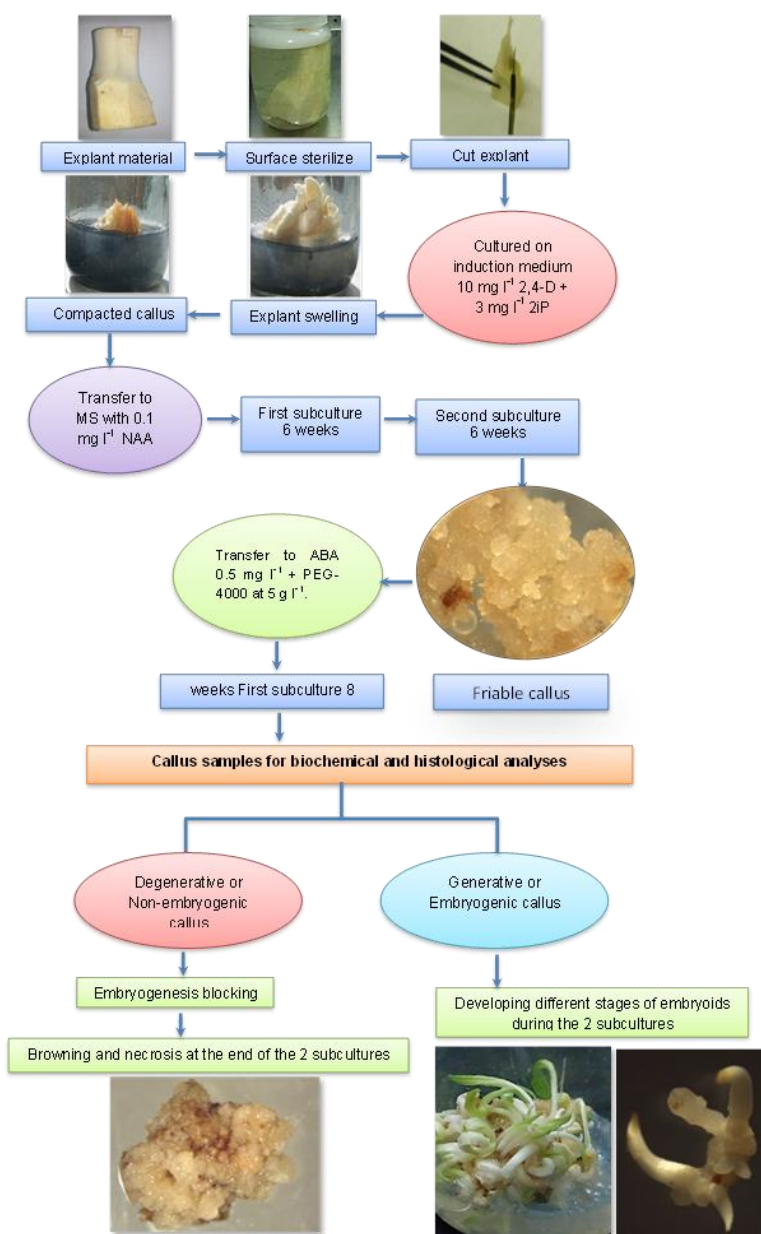 Explant material
Surface sterilize
Cut explant
Cultured on
induction medium
10 mg l⁻¹ 2,4-D +
3 mg l⁻¹ 2iP
Explant swelling
Compacted callus
Transfer to
MS with 0.1
mg l⁻¹ NAA
First subculture
6 weeks
Second subculture
6 weeks
Friable callus
Transfer to ABA
0.5 mg l⁻¹ + PEG-
4000 at 5 g l⁻¹.
weeks First subculture 8
Callus samples for biochemical and histological analyses
Degenerative or
Non-embryogenic
callus
Embryogenesis blocking
Browning and necrosis at the end of the 2 subcultures
Generative or
Embryogenic callus
Developing different stages of embryoids
during the 2 subcultures